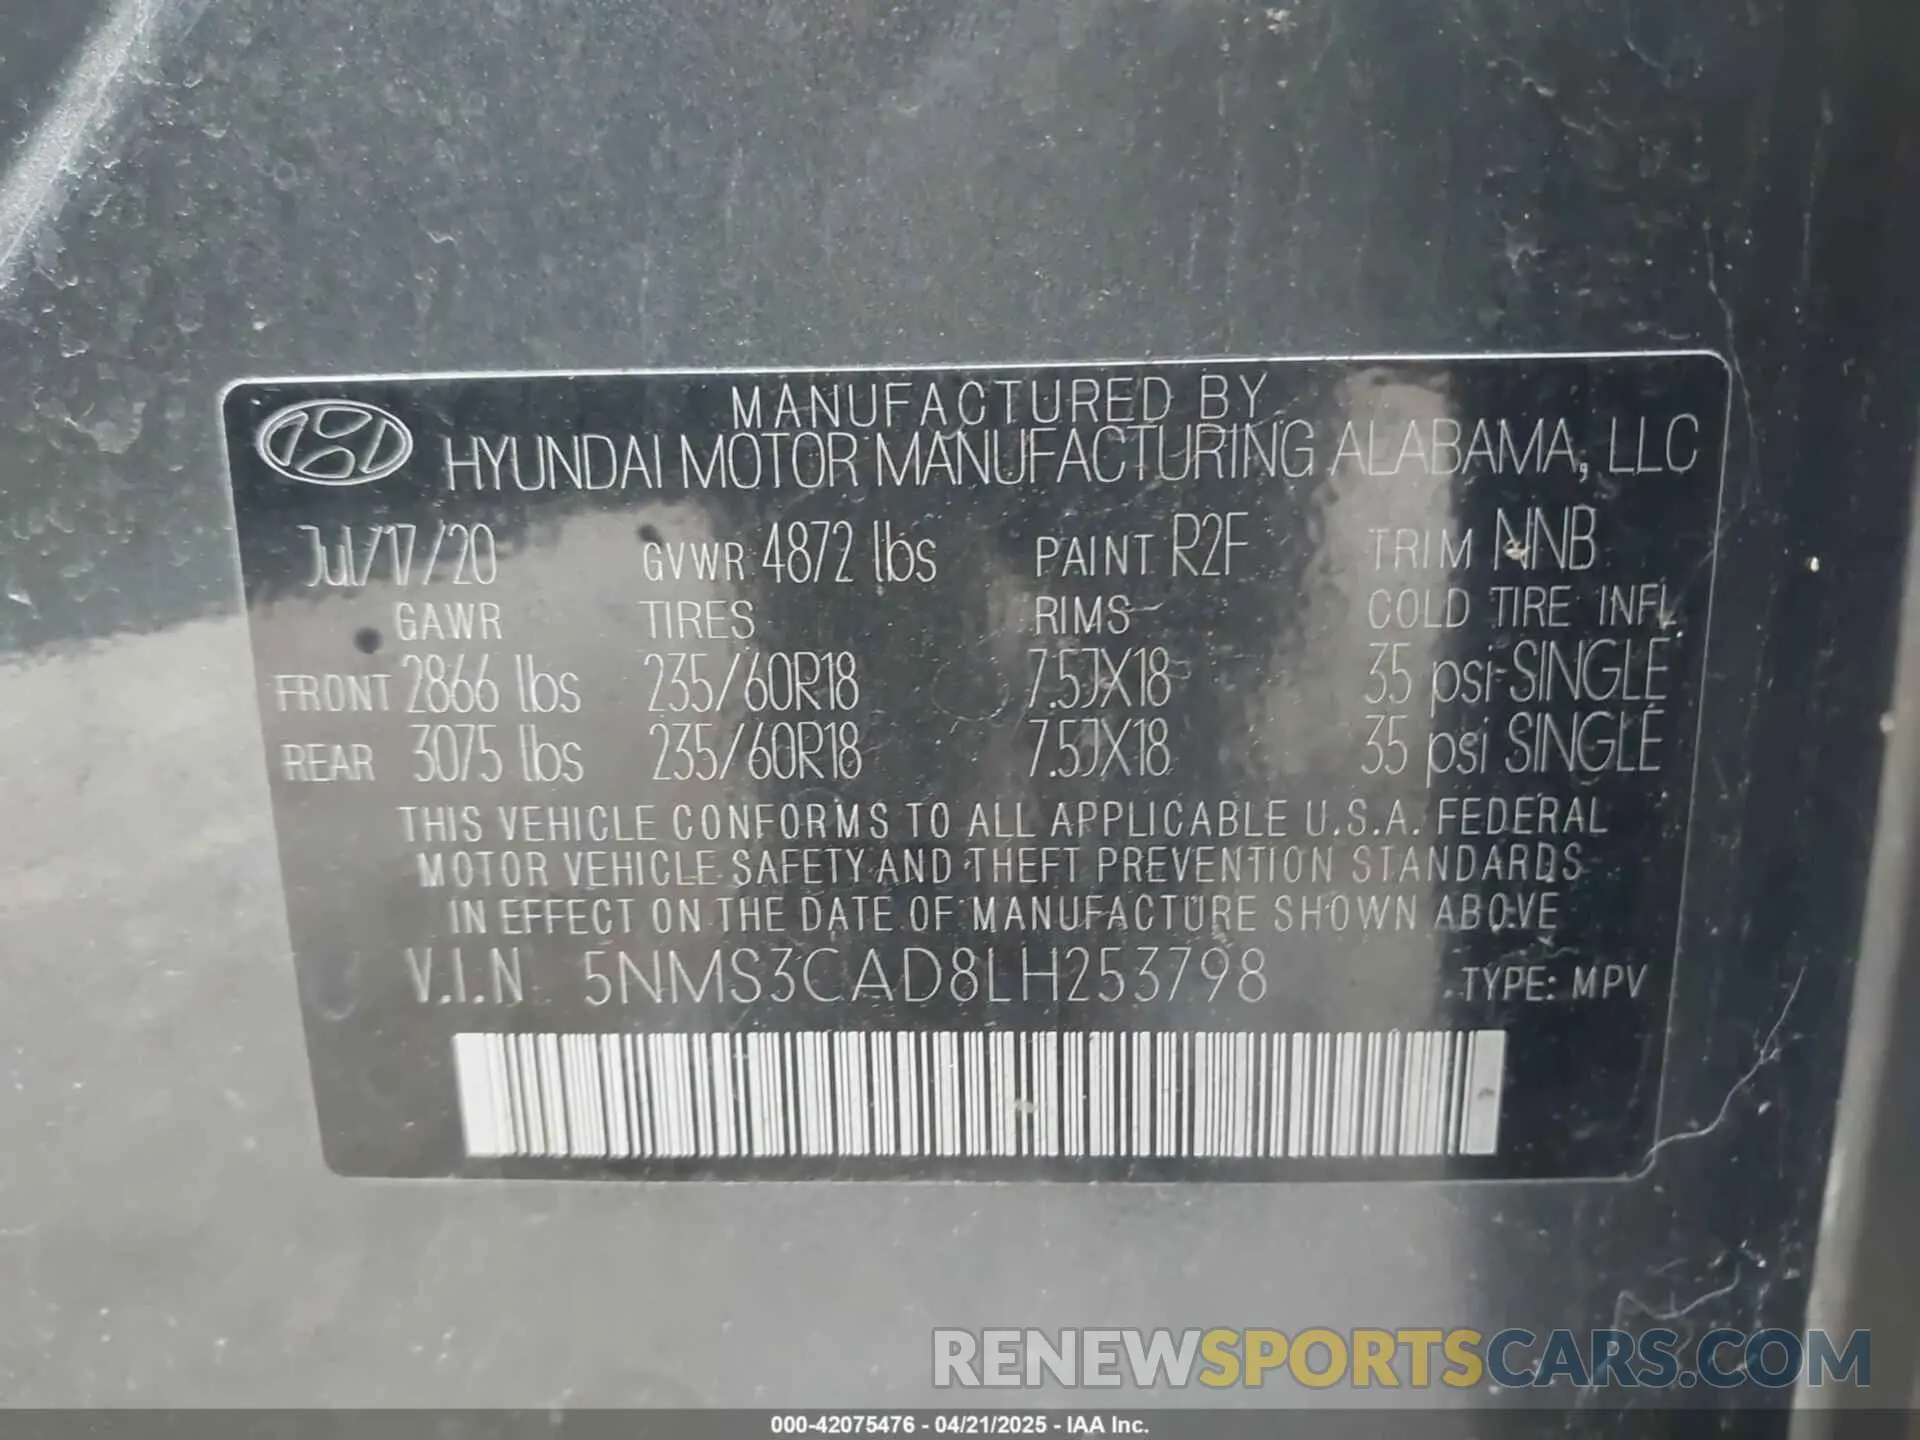 MANUFACTURED BY
HYUNDAI MOTOR MANUFACTURING ALABAMA, LLC
Jul/17/20 GVWR 4872 lbs PAINT R2F TRIM NNB
GAWR TIRES RIMS COLD TIRE INFL
FRONT 2866 lbs 235/60R18 7.5JX18 35 psi SINGLE
REAR 3075 lbs 235/60R18 7.5JX18 35 psi SINGLE
THIS VEHICLE CONFORMS TO ALL APPLICABLE U.S.A. FEDERAL
MOTOR VEHICLE SAFETY AND THEFT PREVENTION STANDARDS
IN EFFECT ON THE DATE OF MANUFACTURE SHOWN ABOVE
V.I.N 5NMS3CAD8LH253798 TYPE: MPV
RENEWSPORTSCARS.COM
000-42075476 - 04/21/2025 - IAA Inc.